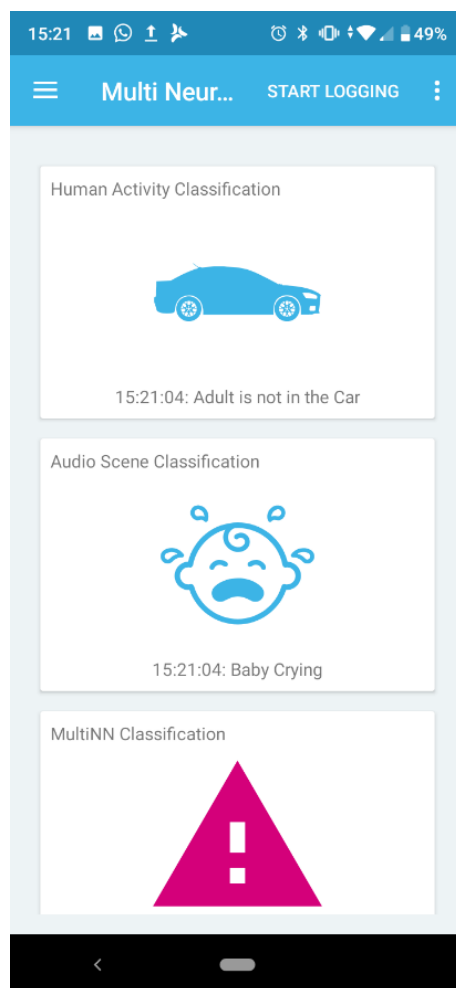 15:21 49%
Multi Neur... START LOGGING
Human Activity Classification
15:21:04: Adult is not in the Car
Audio Scene Classification
15:21:04: Baby Crying
MultiNN Classification